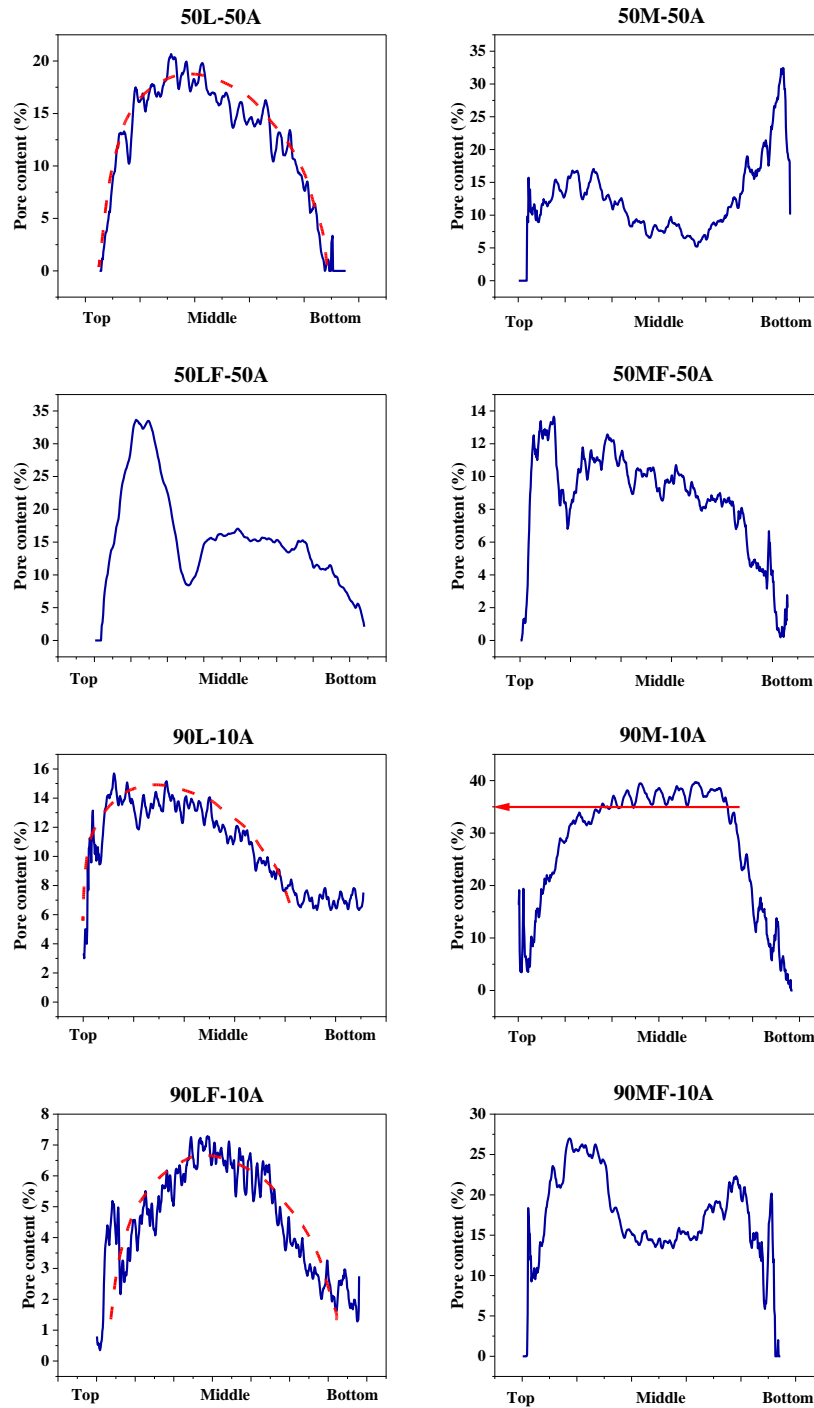 50L-50A
Pore content (%)
20
15
10
5
0
Top Middle Bottom
50M-50A
Pore content (%)
35
30
25
20
15
10
5
0
Top Middle Bottom
50LF-50A
Pore content (%)
35
30
25
20
15
10
5
0
Top Middle Bottom
50MF-50A
Pore content (%)
14
12
10
8
6
4
2
0
Top Middle Bottom
90L-10A
Pore content (%)
16
14
12
10
8
6
4
2
0
Top Middle Bottom
90M-10A
Pore content (%)
40
30
20
10
0
Top Middle Bottom
90LF-10A
Pore content (%)
8
7
6
5
4
3
2
1
0
Top Middle Bottom
90MF-10A
Pore content (%)
30
25
20
15
10
5
0
Top Middle Bottom